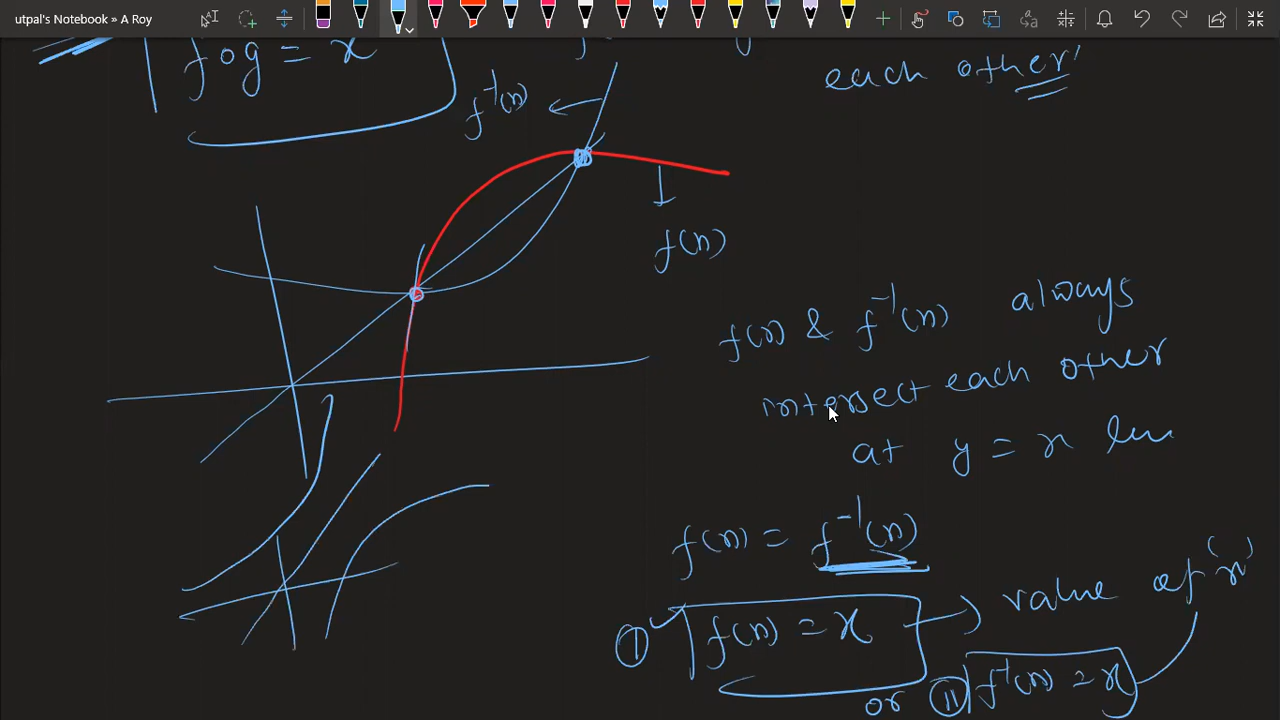 utpal's Notebook » A Roy
fog = x
each other
f⁻¹(x)
f(x)
f(x) & f⁻¹(x) always
intersect each other
at y = x line
f(x) = f⁻¹(x)
① f(x) = x → value of (x)
or ② f⁻¹(x) = x